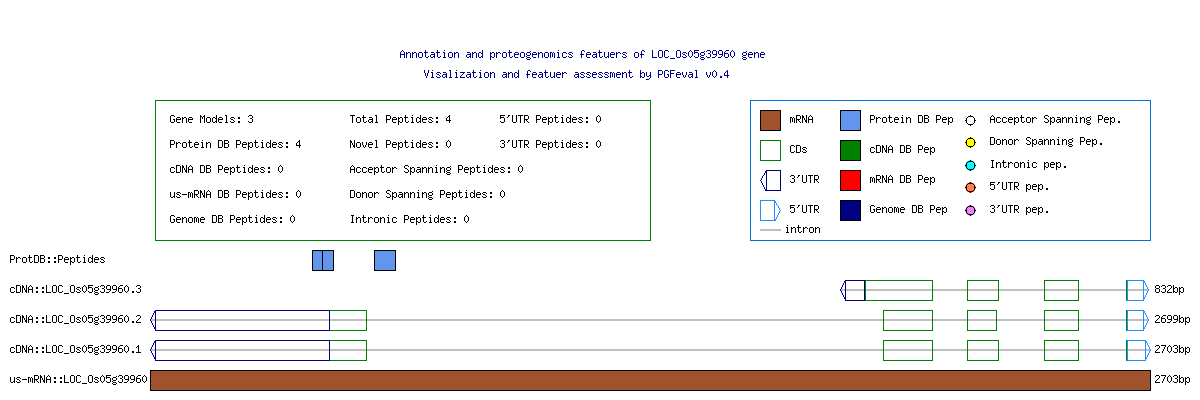 Annotation and proteogenomics featuers of LOC_Os05g39960 gene
Visalization and featuer assessment by PGFeval v0.4
Gene Models: 3 Total Peptides: 4 5'UTR Peptides: 0
Protein DB Peptides: 4 Novel Peptides: 0 3'UTR Peptides: 0
cDNA DB Peptides: 0 Acceptor Spanning Peptides: 0
us-mRNA DB Peptides: 0 Donor Spanning Peptides: 0
Genome DB Peptides: 0 Intronic Peptides: 0
mRNA Protein DB Pep Acceptor Spanning Pep.
CDs cDNA DB Pep Donor Spanning Pep.
3'UTR mRNA DB Pep Intronic pep.
5'UTR Genome DB Pep 5'UTR pep.
intron 3'UTR pep.
ProtDB::Peptides
cDNA::LOC_Os05g39960.3 832bp
cDNA::LOC_Os05g39960.2 2699bp
cDNA::LOC_Os05g39960.1 2703bp
us-mRNA::LOC_Os05g39960 2703bp